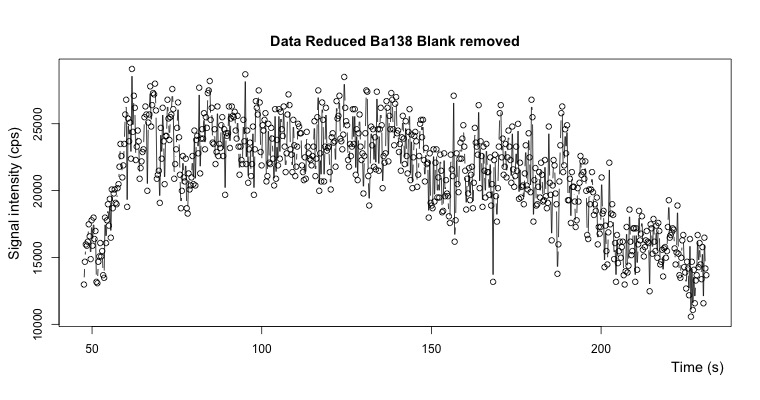 Data Reduced Ba138 Blank removed
Signal intensity (cps)
25000
20000
15000
10000
50 100 150 200
Time (s)